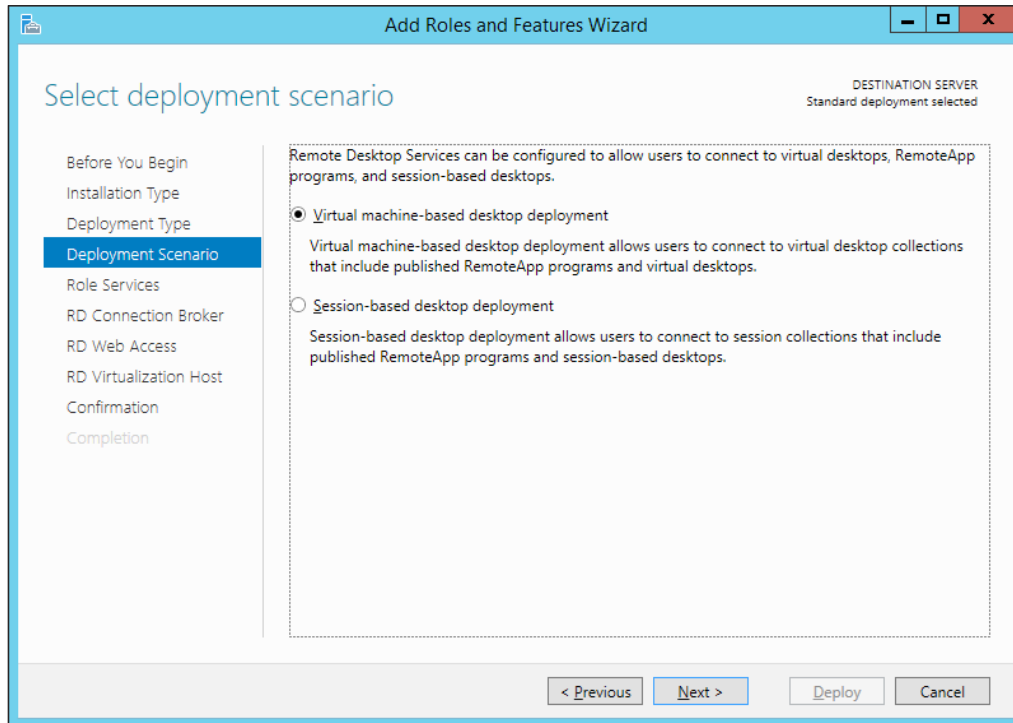 Add Roles and Features Wizard
Select deployment scenario
DESTINATION SERVER
Standard deployment selected
Before You Begin
Installation Type
Deployment Type
Deployment Scenario
Role Services
RD Connection Broker
RD Web Access
RD Virtualization Host
Confirmation
Completion
Remote Desktop Services can be configured to allow users to connect to virtual desktops, RemoteApp
programs, and session-based desktops.
Virtual machine-based desktop deployment
Virtual machine-based desktop deployment allows users to connect to virtual desktop collections
that include published RemoteApp programs and virtual desktops.
Session-based desktop deployment
Session-based desktop deployment allows users to connect to session collections that include
published RemoteApp programs and session-based desktops.
< Previous
Next >
Deploy
Cancel